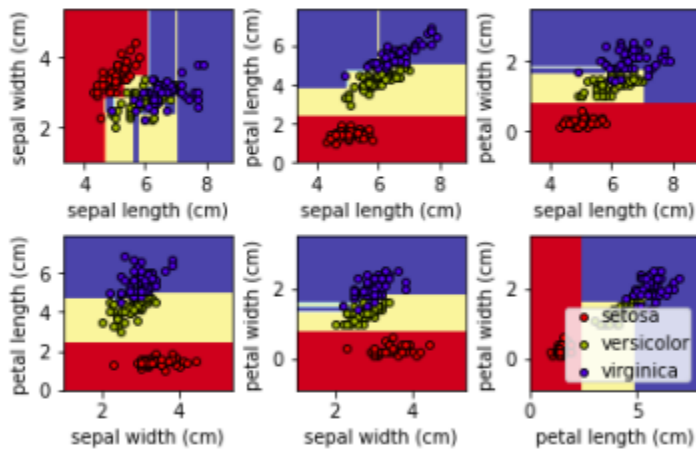 sepal width (cm)
4
2
4 6 8
sepal length (cm)
petal length (cm)
6
4
2
0
4 6 8
sepal length (cm)
petal width (cm)
2
0
4 6 8
sepal length (cm)
petal length (cm)
6
4
2
0
2 4
sepal width (cm)
petal width (cm)
2
0
2 4
sepal width (cm)
petal width (cm)
2
0
0 5
petal length (cm)
setosa
versicolor
virginica